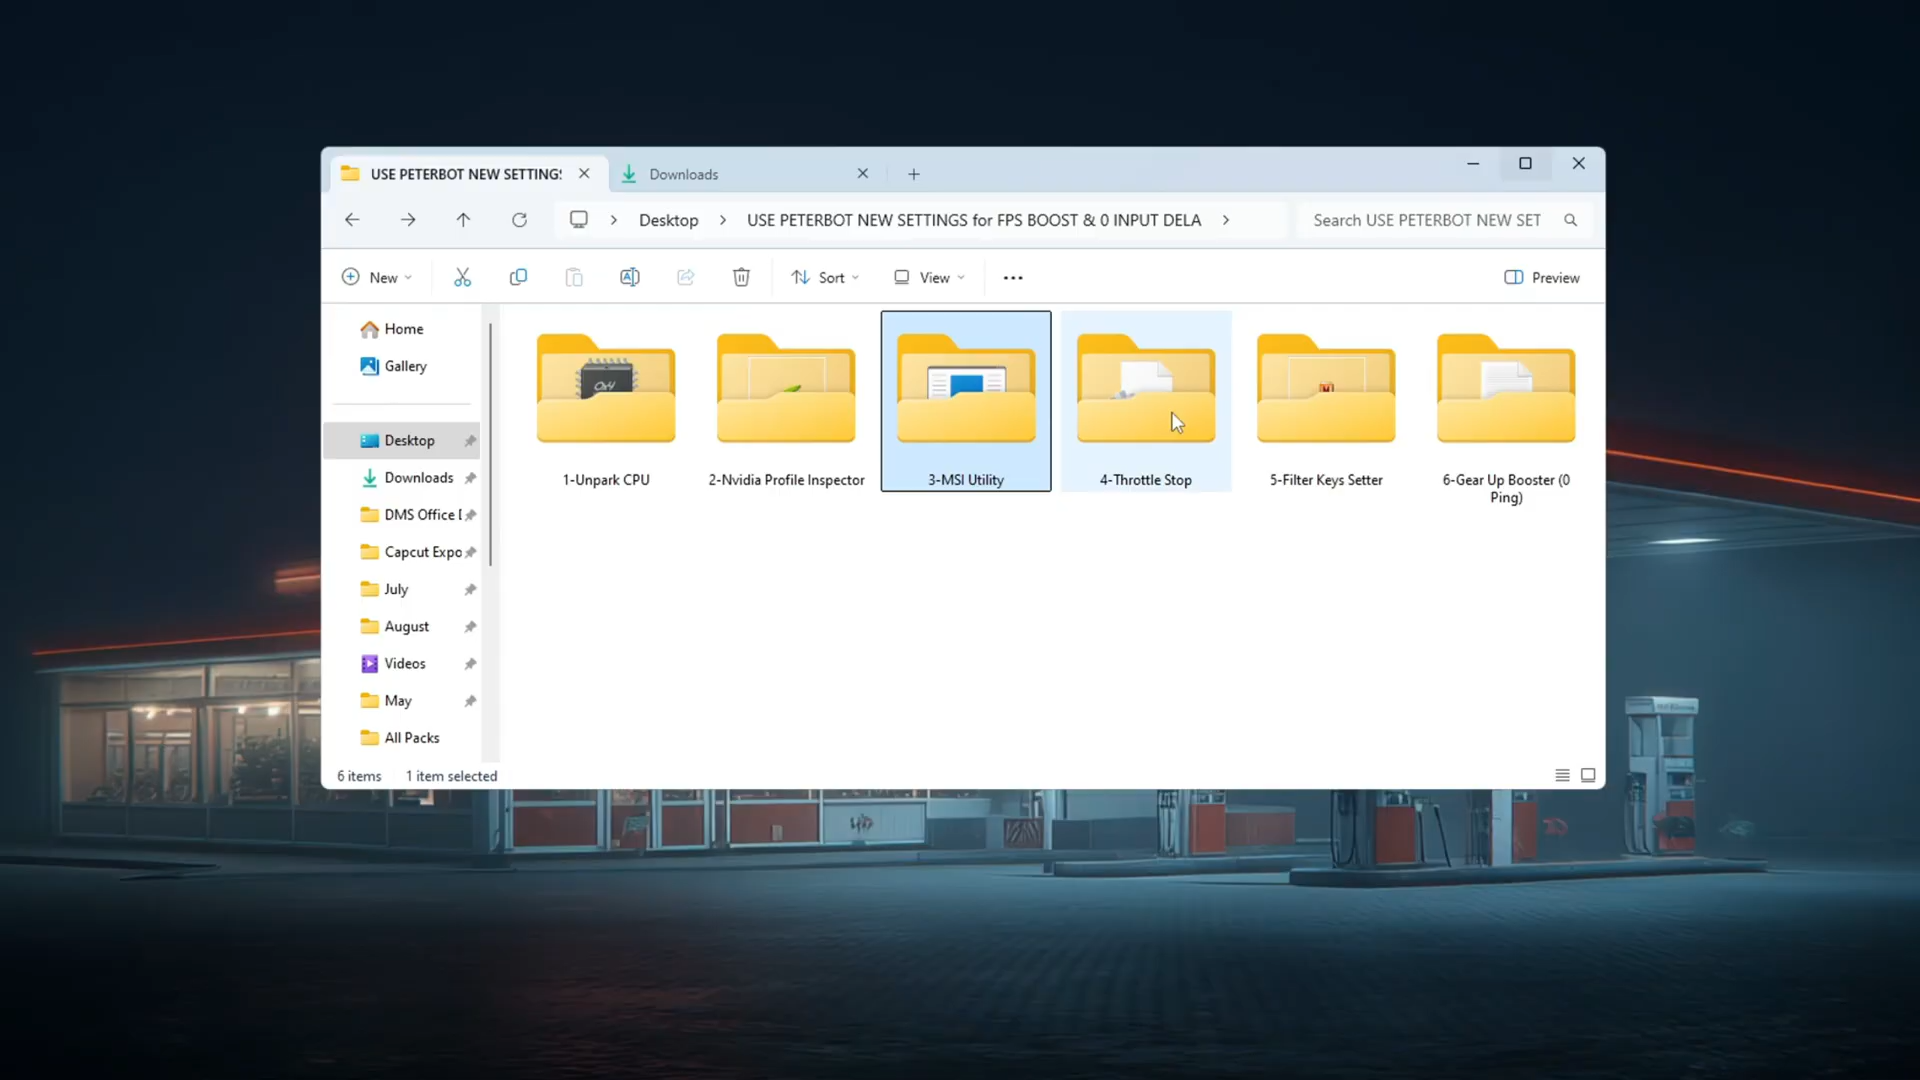 USE PETERBOT NEW SETTINGS
Downloads
Desktop
USE PETERBOT NEW SETTINGS for FPS BOOST & 0 INPUT DELA
Search USE PETERBOT NEW SET
New
Sort
View
Preview
Home
Gallery
Desktop
Downloads
DMS Office
Capcut Expo
July
August
Videos
May
All Packs
1-Unpark CPU
2-Nvidia Profile Inspector
3-MSI Utility
4-Throttle Stop
5-Filter Keys Setter
6-Gear Up Booster (0
Ping)
6 items
1 item selected